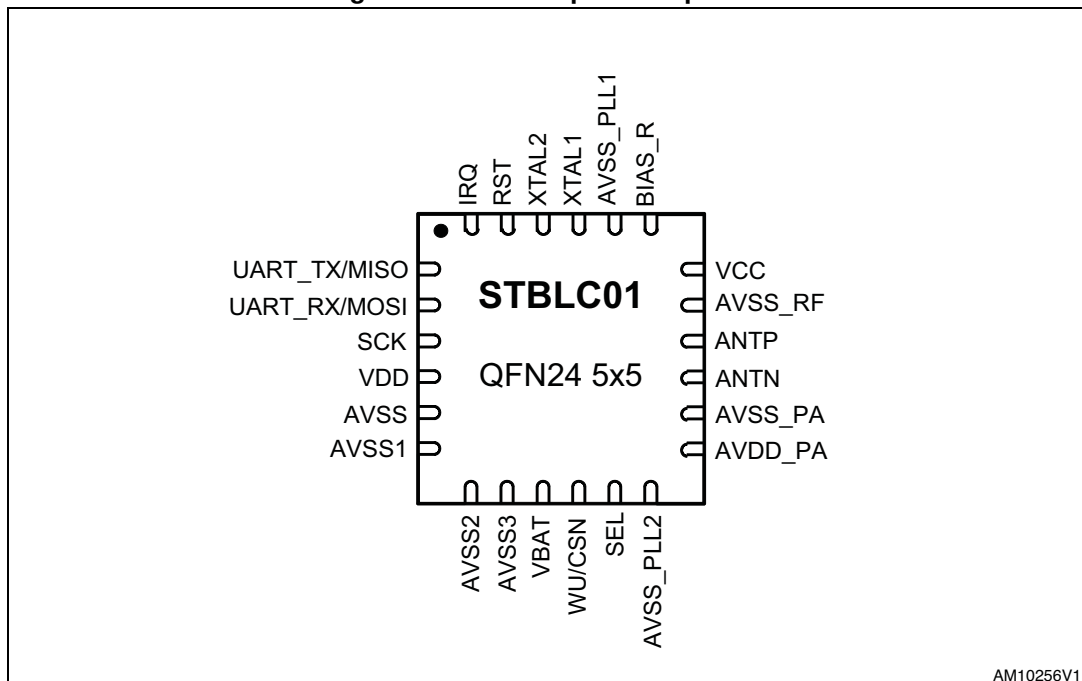 IRQ
RST
XTAL2
XTAL1
AVSS_PLL1
BIAS_R
UART_TX/MISO
UART_RX/MOSI
SCK
VDD
AVSS
AVSS1
STBLC01
QFN24 5x5
VCC
AVSS_RF
ANTP
ANTN
AVSS_PA
AVDD_PA
AVSS2
AVSS3
VBAT
WU/CSN
SEL
AVSS_PLL2
AM10256V1